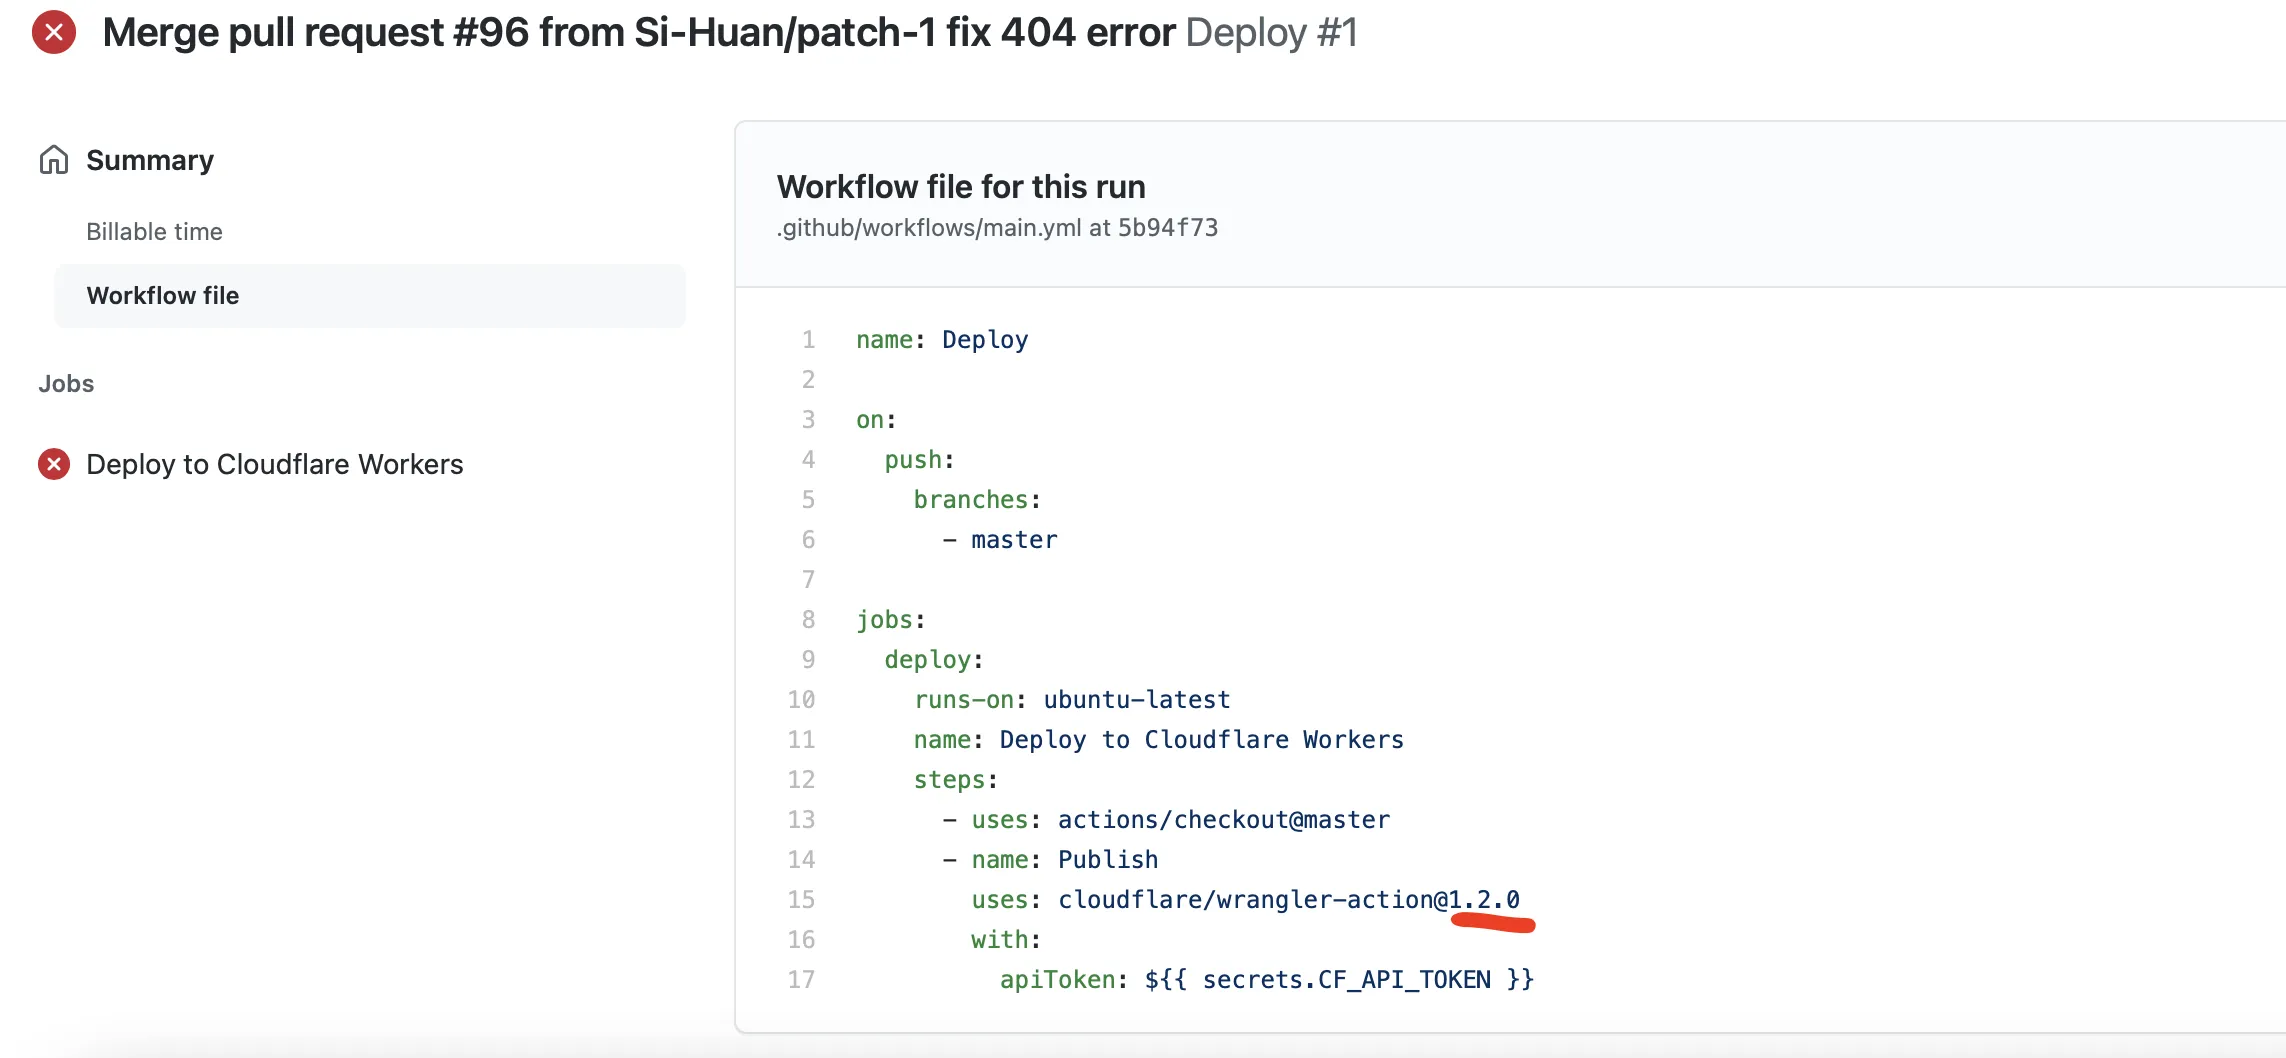 Merge pull request #96 from Si-Huan/patch-1 fix 404 error Deploy #1
Summary
Billable time
Workflow file
Jobs
Deploy to Cloudflare Workers
Workflow file for this run
.github/workflows/main.yml at 5b94f73
1 name: Deploy
2
3 on:
4 push:
5 branches:
6 - master
7
8 jobs:
9 deploy:
10 runs-on: ubuntu-latest
11 name: Deploy to Cloudflare Workers
12 steps:
13 - uses: actions/checkout@master
14 - name: Publish
15 uses: cloudflare/wrangler-action@1.2.0
16 with:
17 apiToken: ${{ secrets.CF_API_TOKEN }}